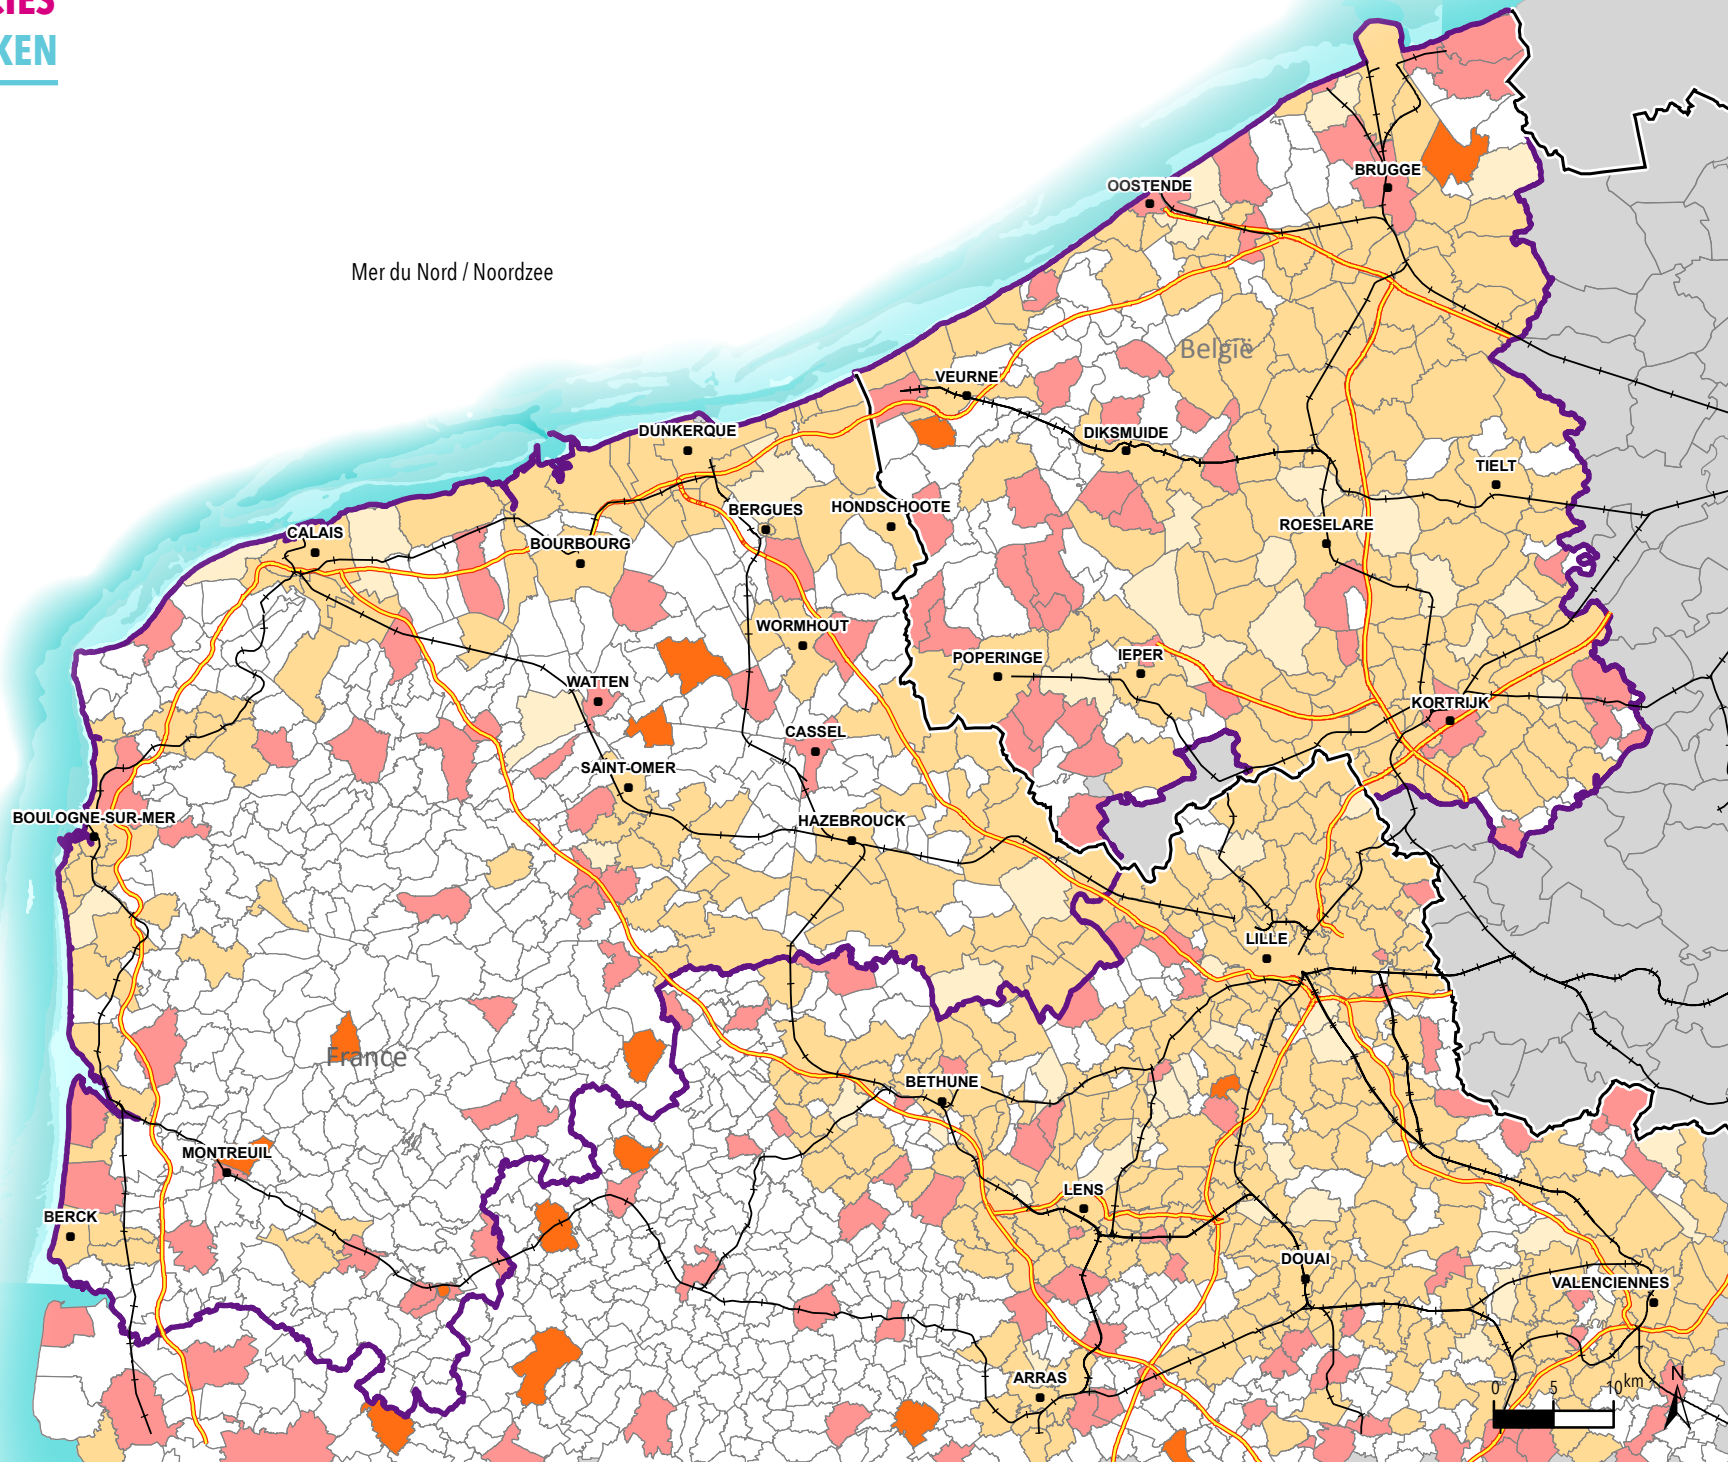 BRUGGE
OOSTENDE
Mer du Nord / Noordzee
België
VEURNE
DUNKERQUE
DIKSMUIDE
TIELT
BERGUES
HONDSCHOOTE
CALAIS
BOURBOURG
ROESELARE
WORMHOUT
POPERINGE
IEPER
WATTEN
KORTRIJK
CASSEL
SAINT-OMER
BOULOGNE-SUR-MER
HAZEBROUCK
LILLE
France
BETHUNE
MONTREUIL
LENS
BERCK
DOUAI
VALENCIENNES
ARRAS
N
0 5 10 km